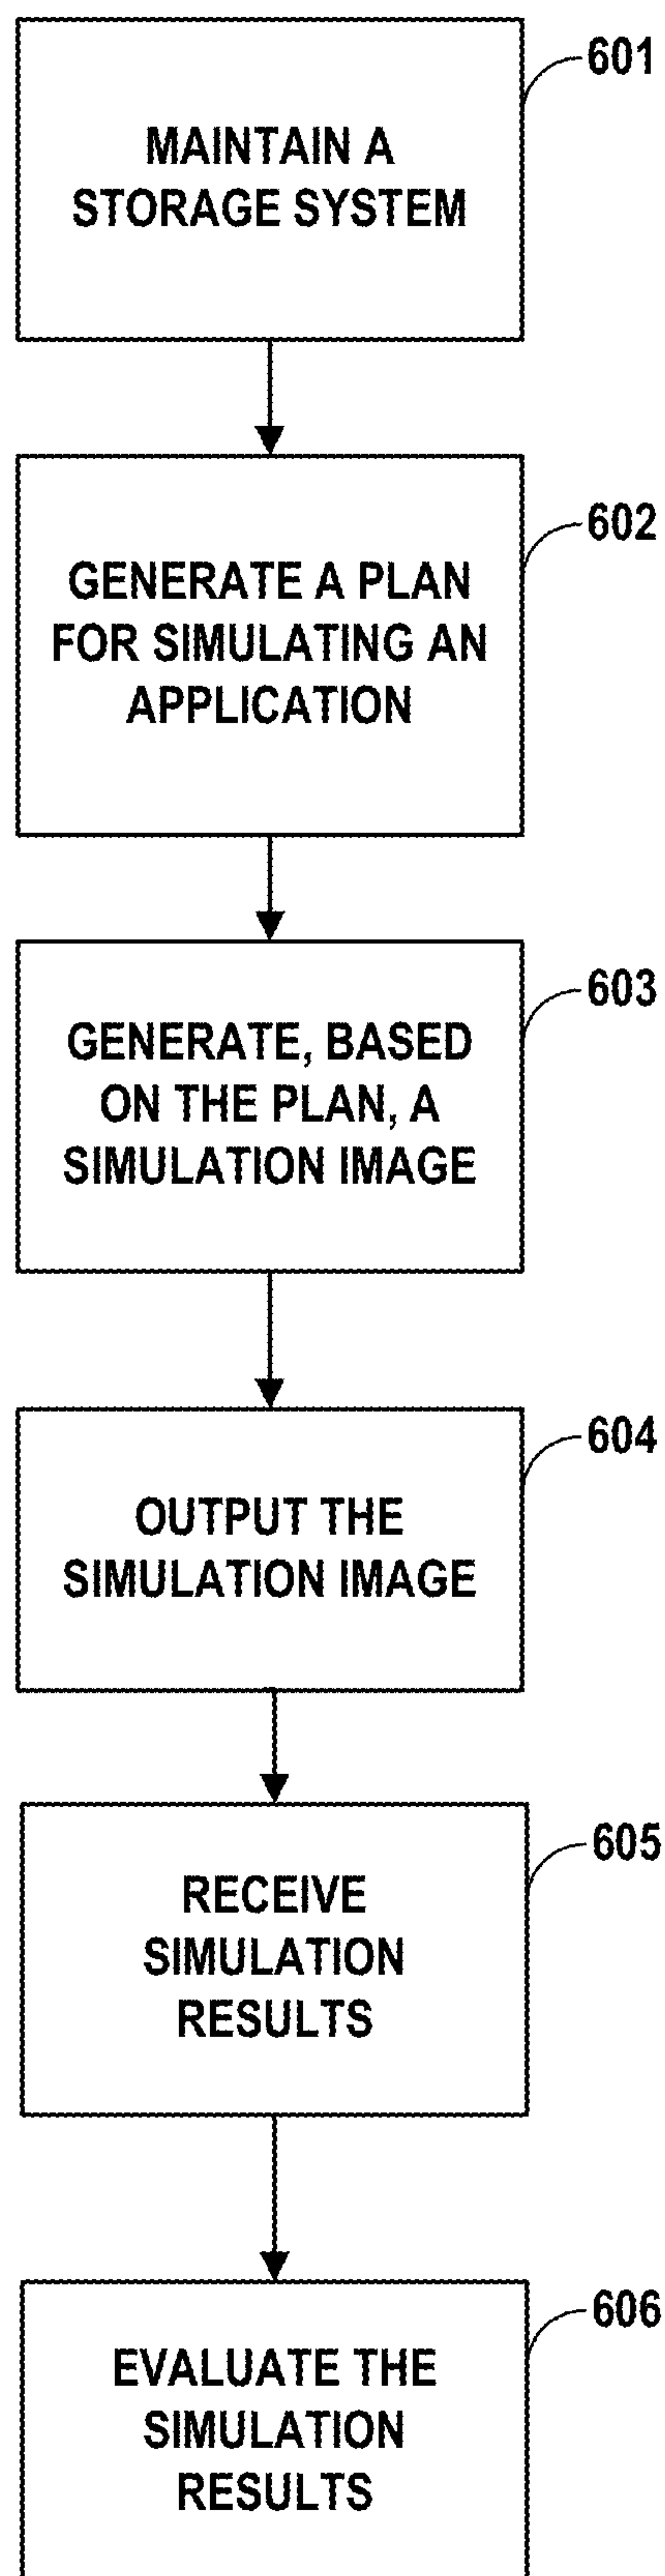 601
MAINTAIN A
STORAGE SYSTEM
602
GENERATE A PLAN
FOR SIMULATING AN
APPLICATION
603
GENERATE, BASED
ON THE PLAN, A
SIMULATION IMAGE
604
OUTPUT THE
SIMULATION IMAGE
605
RECEIVE
SIMULATION
RESULTS
606
EVALUATE THE
SIMULATION
RESULTS